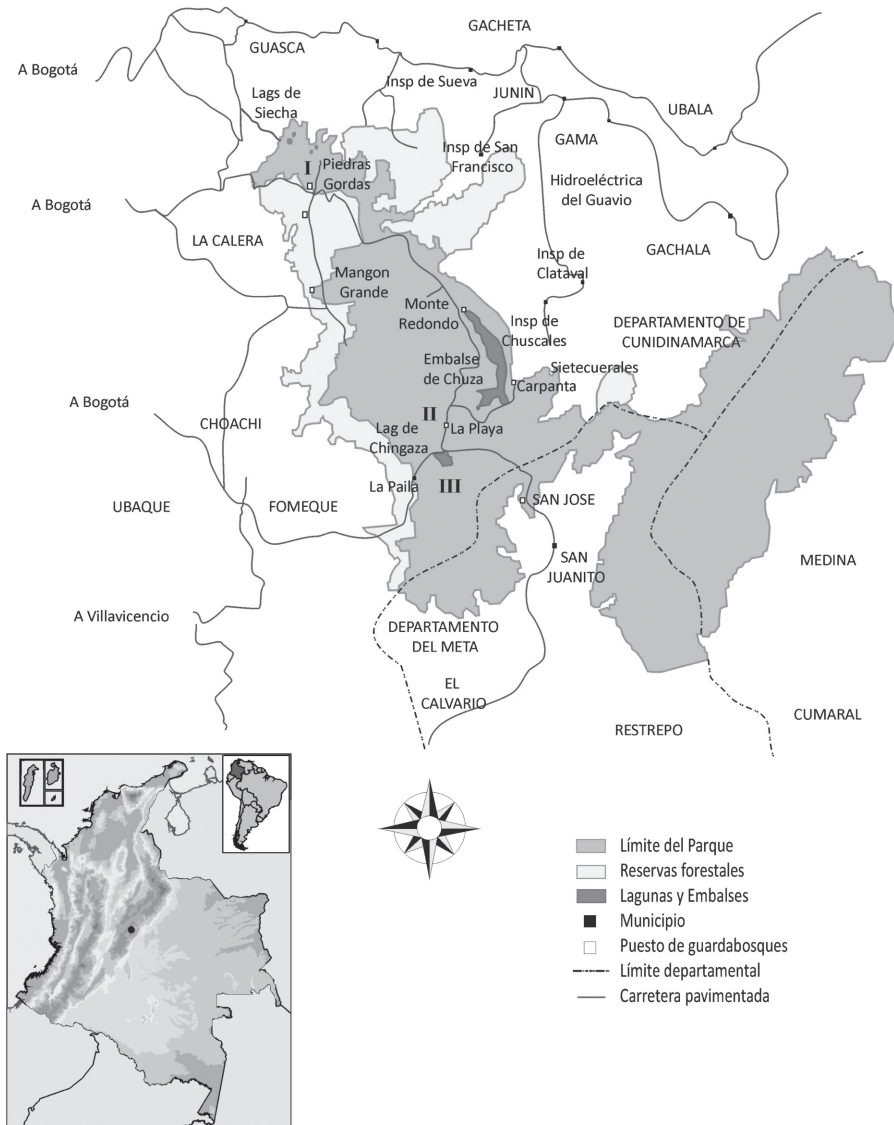 GACHETA
GUASCA
A Bogotá
Insp de Sueva
Lags de
Siecha
JUNIN
UBALA
GAMA
Insp de San
Francisco
I
Piedras
Gordas
Hidroeléctrica
del Guavio
A Bogotá
LA CALERA
GACHALA
Insp de
Clataval
Mangon
Grande
Monte
Redondo
Insp de
Chuscales
DEPARTAMENTO DE
CUNIDINAMARCA
Embalse
de Chuza
Sietecuerales
Carpanta
A Bogotá
CHOACHI
II
La Playa
Lag de
Chingaza
La Paila
III
UBAQUE
FOMEQUE
SAN JOSE
SAN
JUANITO
MEDINA
A Villavicencio
DEPARTAMENTO
DEL META
EL
CALVARIO
RESTREPO
CUMARAL
Límite del Parque
Reservas forestales
Lagunas y Embalses
Municipio
Puesto de guardabosques
Límite departamental
Carretera pavimentada